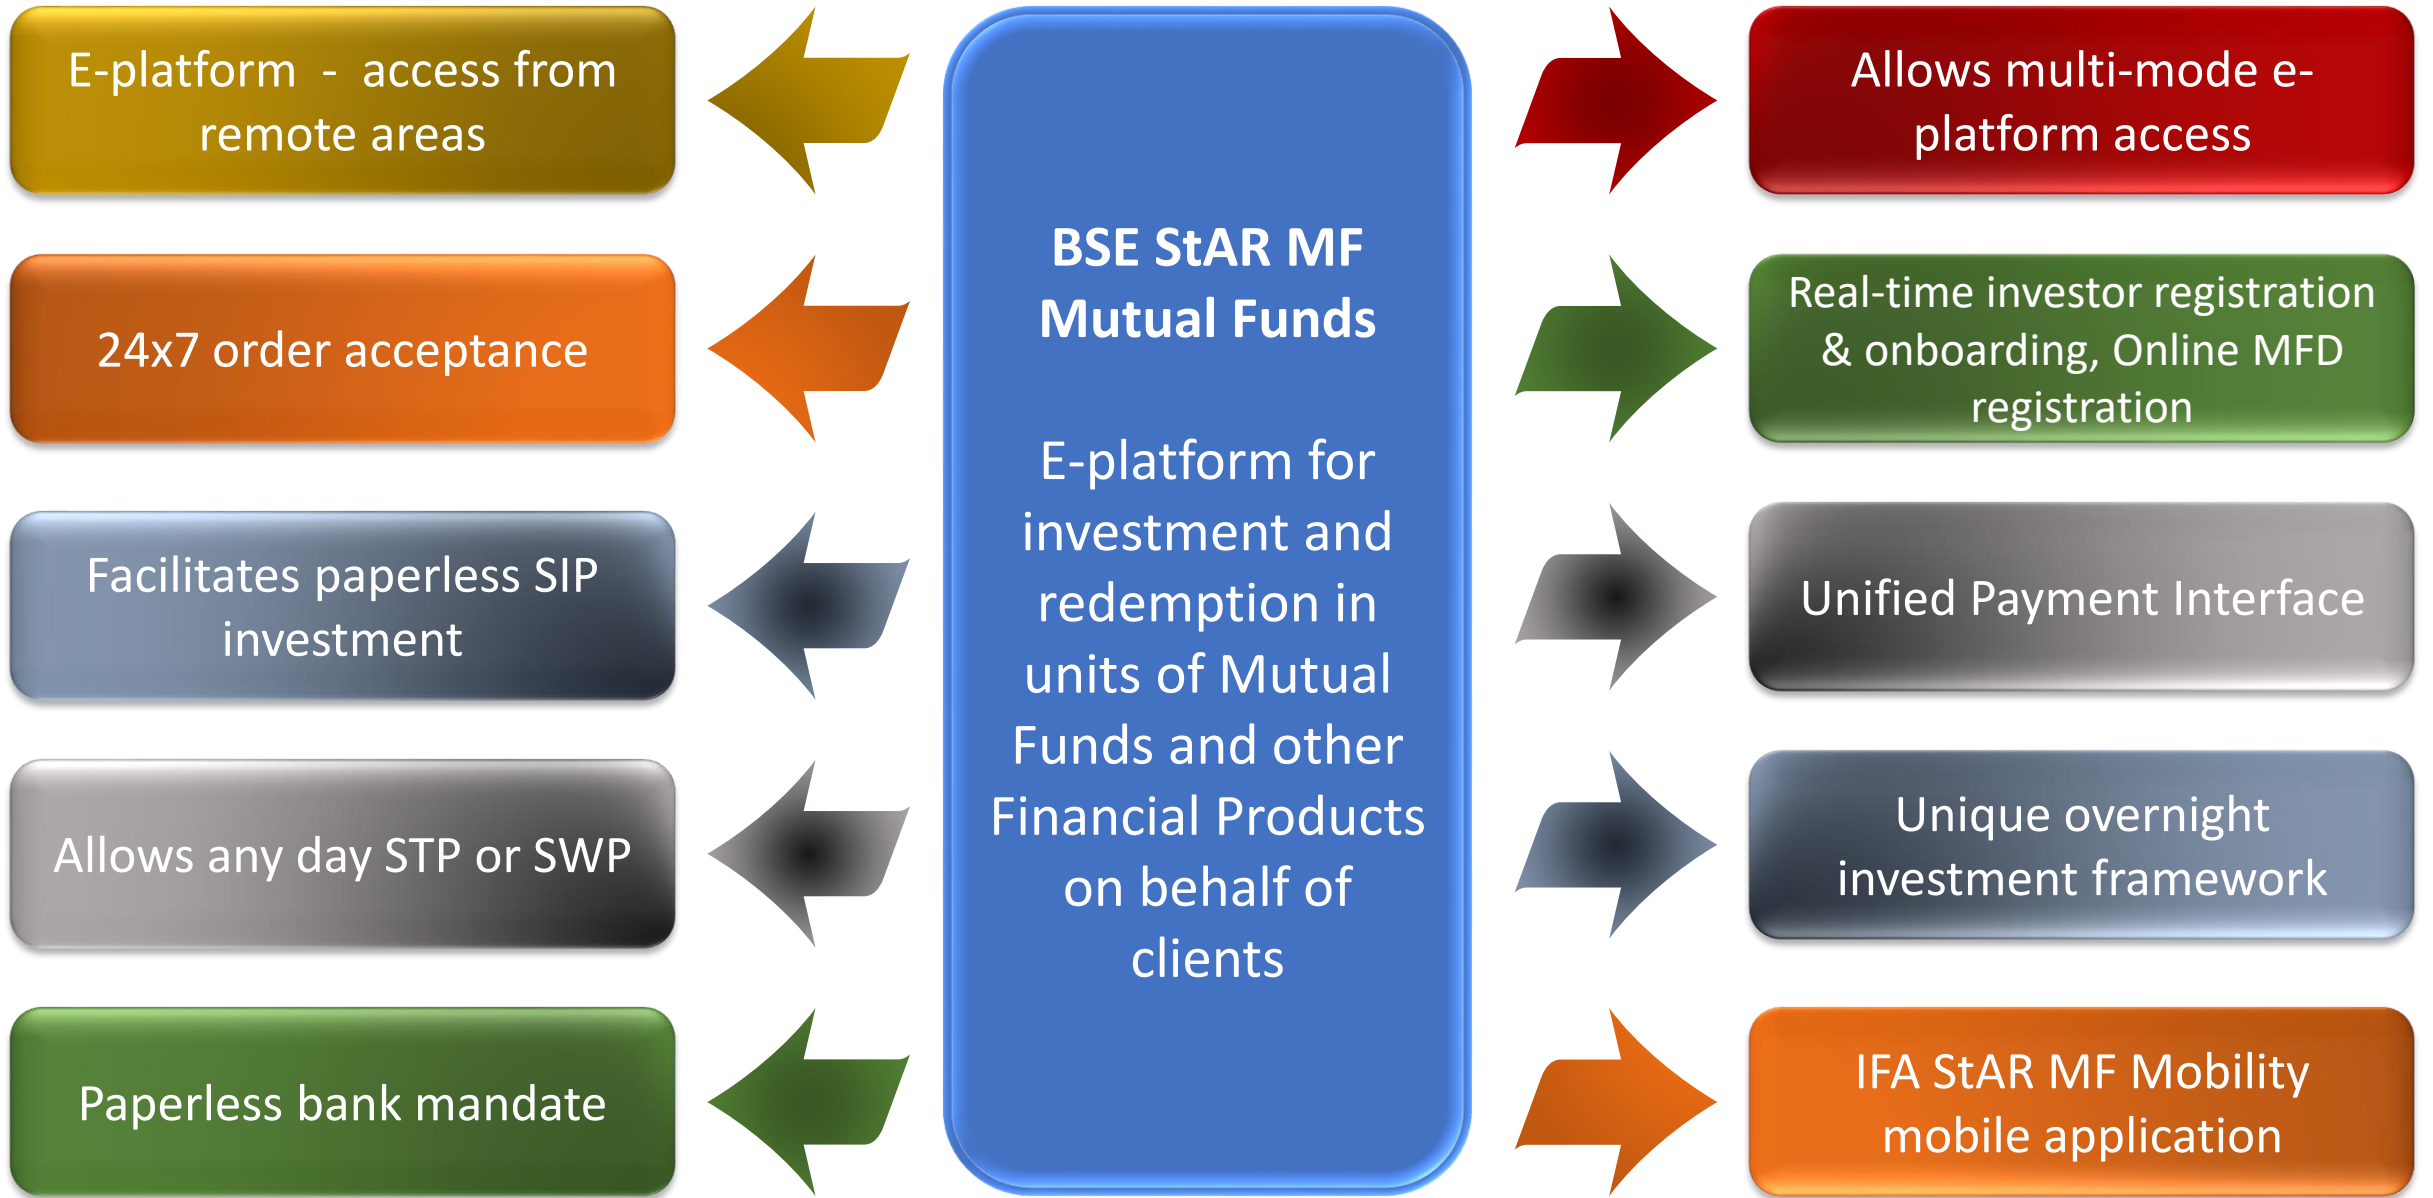 E-platform - access from
remote areas
24x7 order acceptance
Facilitates paperless SIP
investment
Allows any day STP or SWP
Paperless bank mandate
BSE StAR MF
Mutual Funds
E-platform for
investment and
redemption in
units of Mutual
Funds and other
Financial Products
on behalf of
clients
Allows multi-mode e-
platform access
Real-time investor registration
& onboarding, Online MFD
registration
Unified Payment Interface
Unique overnight
investment framework
IFA StAR MF Mobility
mobile application